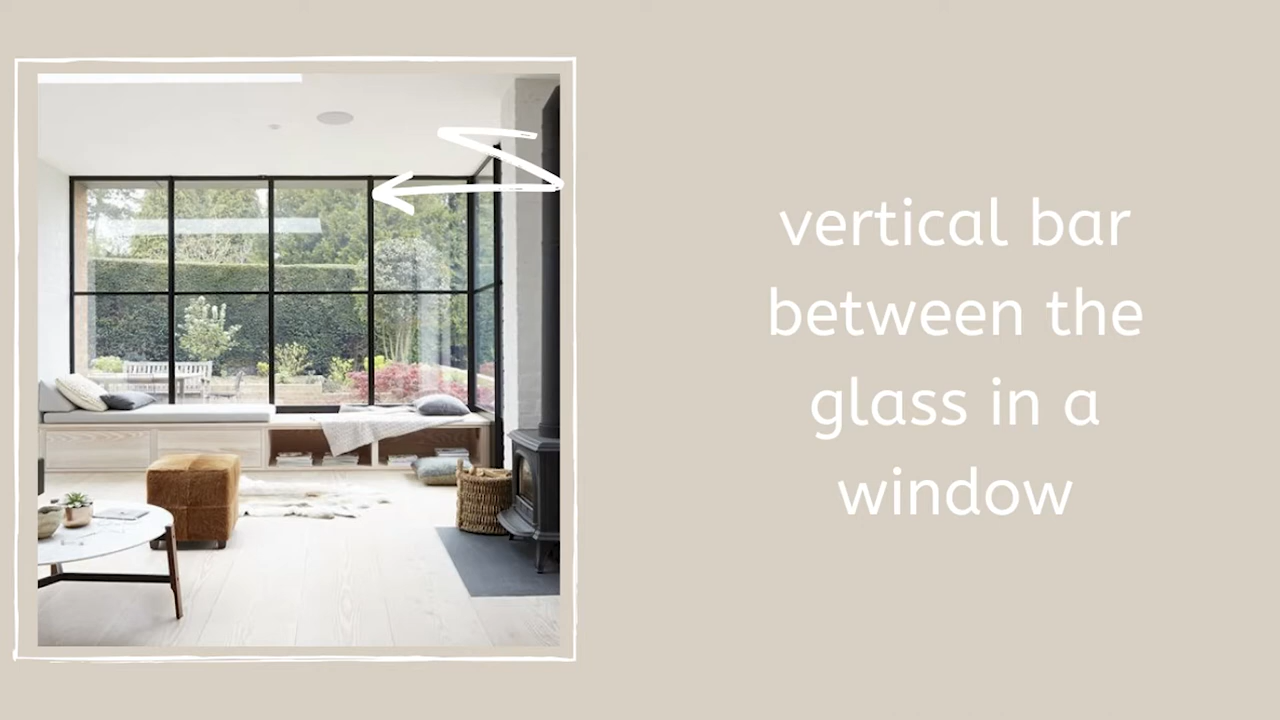 vertical bar
between the
glass in a
window